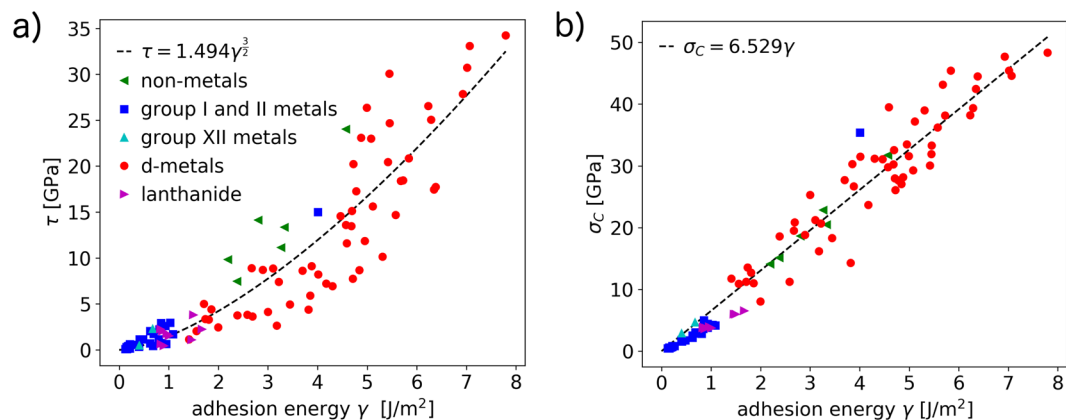 a)
τ = 1.494γ^{3/2}
non-metals
group I and II metals
group XII metals
d-metals
lanthanide
τ [GPa]
35
30
25
20
15
10
5
0
0 1 2 3 4 5 6 7 8
adhesion energy γ [J/m²]
b)
σ_C = 6.529γ
σ_C [GPa]
50
40
30
20
10
0
0 1 2 3 4 5 6 7 8
adhesion energy γ [J/m²]